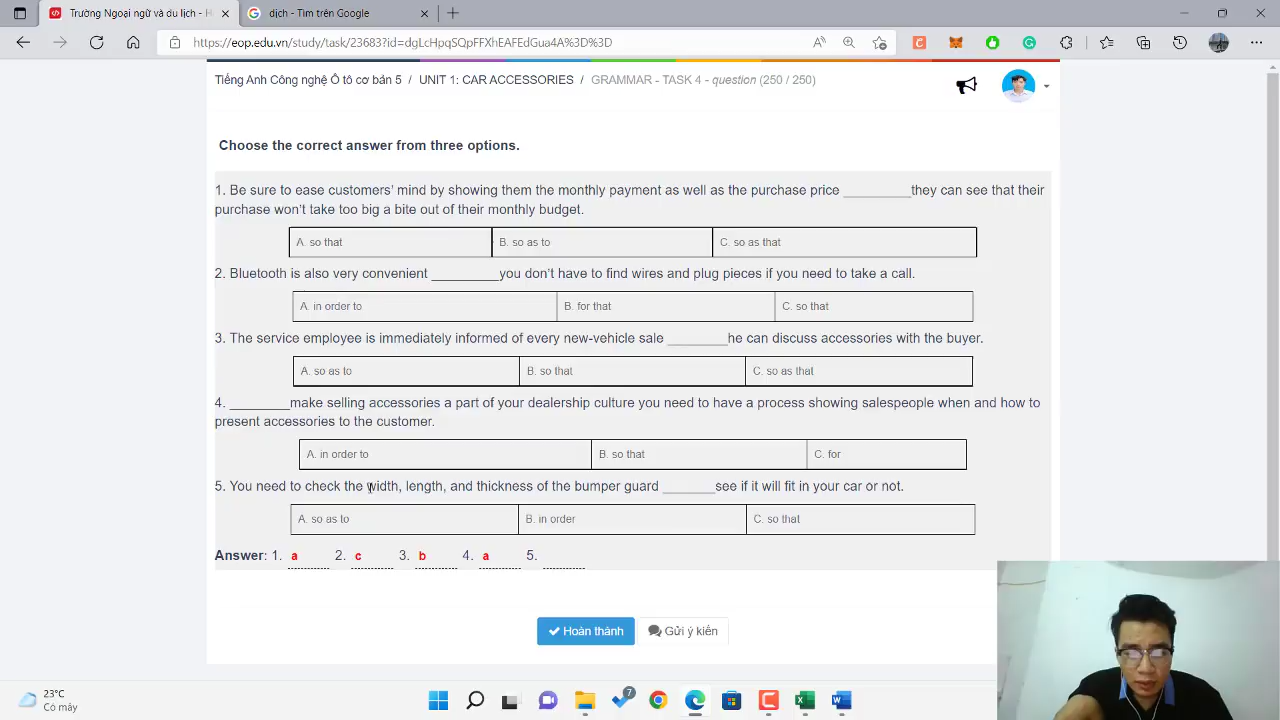 Trường Ngoại ngữ và du lịch - H
dịch - Tìm trên Google
https://eop.edu.vn/study/task/23683?id=dgLcHpqSQpFFXhEAFEdGua4A%3D%3D
Tiếng Anh Công nghệ Ô tô cơ bản 5 / UNIT 1: CAR ACCESSORIES / GRAMMAR - TASK 4 - question (250 / 250)
Choose the correct answer from three options.
1. Be sure to ease customers' mind by showing them the monthly payment as well as the purchase price _________they can see that their
purchase won't take too big a bite out of their monthly budget.
A. so that B. so as to C. so as that
2. Bluetooth is also very convenient _________you don't have to find wires and plug pieces if you need to take a call.
A. in order to B. for that C. so that
3. The service employee is immediately informed of every new-vehicle sale ________he can discuss accessories with the buyer.
A. so as to B. so that C. so as that
4. ________make selling accessories a part of your dealership culture you need to have a process showing salespeople when and how to
present accessories to the customer.
A. in order to B. so that C. for
5. You need to check the width, length, and thickness of the bumper guard _______see if it will fit in your car or not.
A. so as to B. in order C. so that
Answer: 1. a 2. c 3. b 4. a 5.
Hoàn thành Gửi ý kiến
23°C
Có mây
7